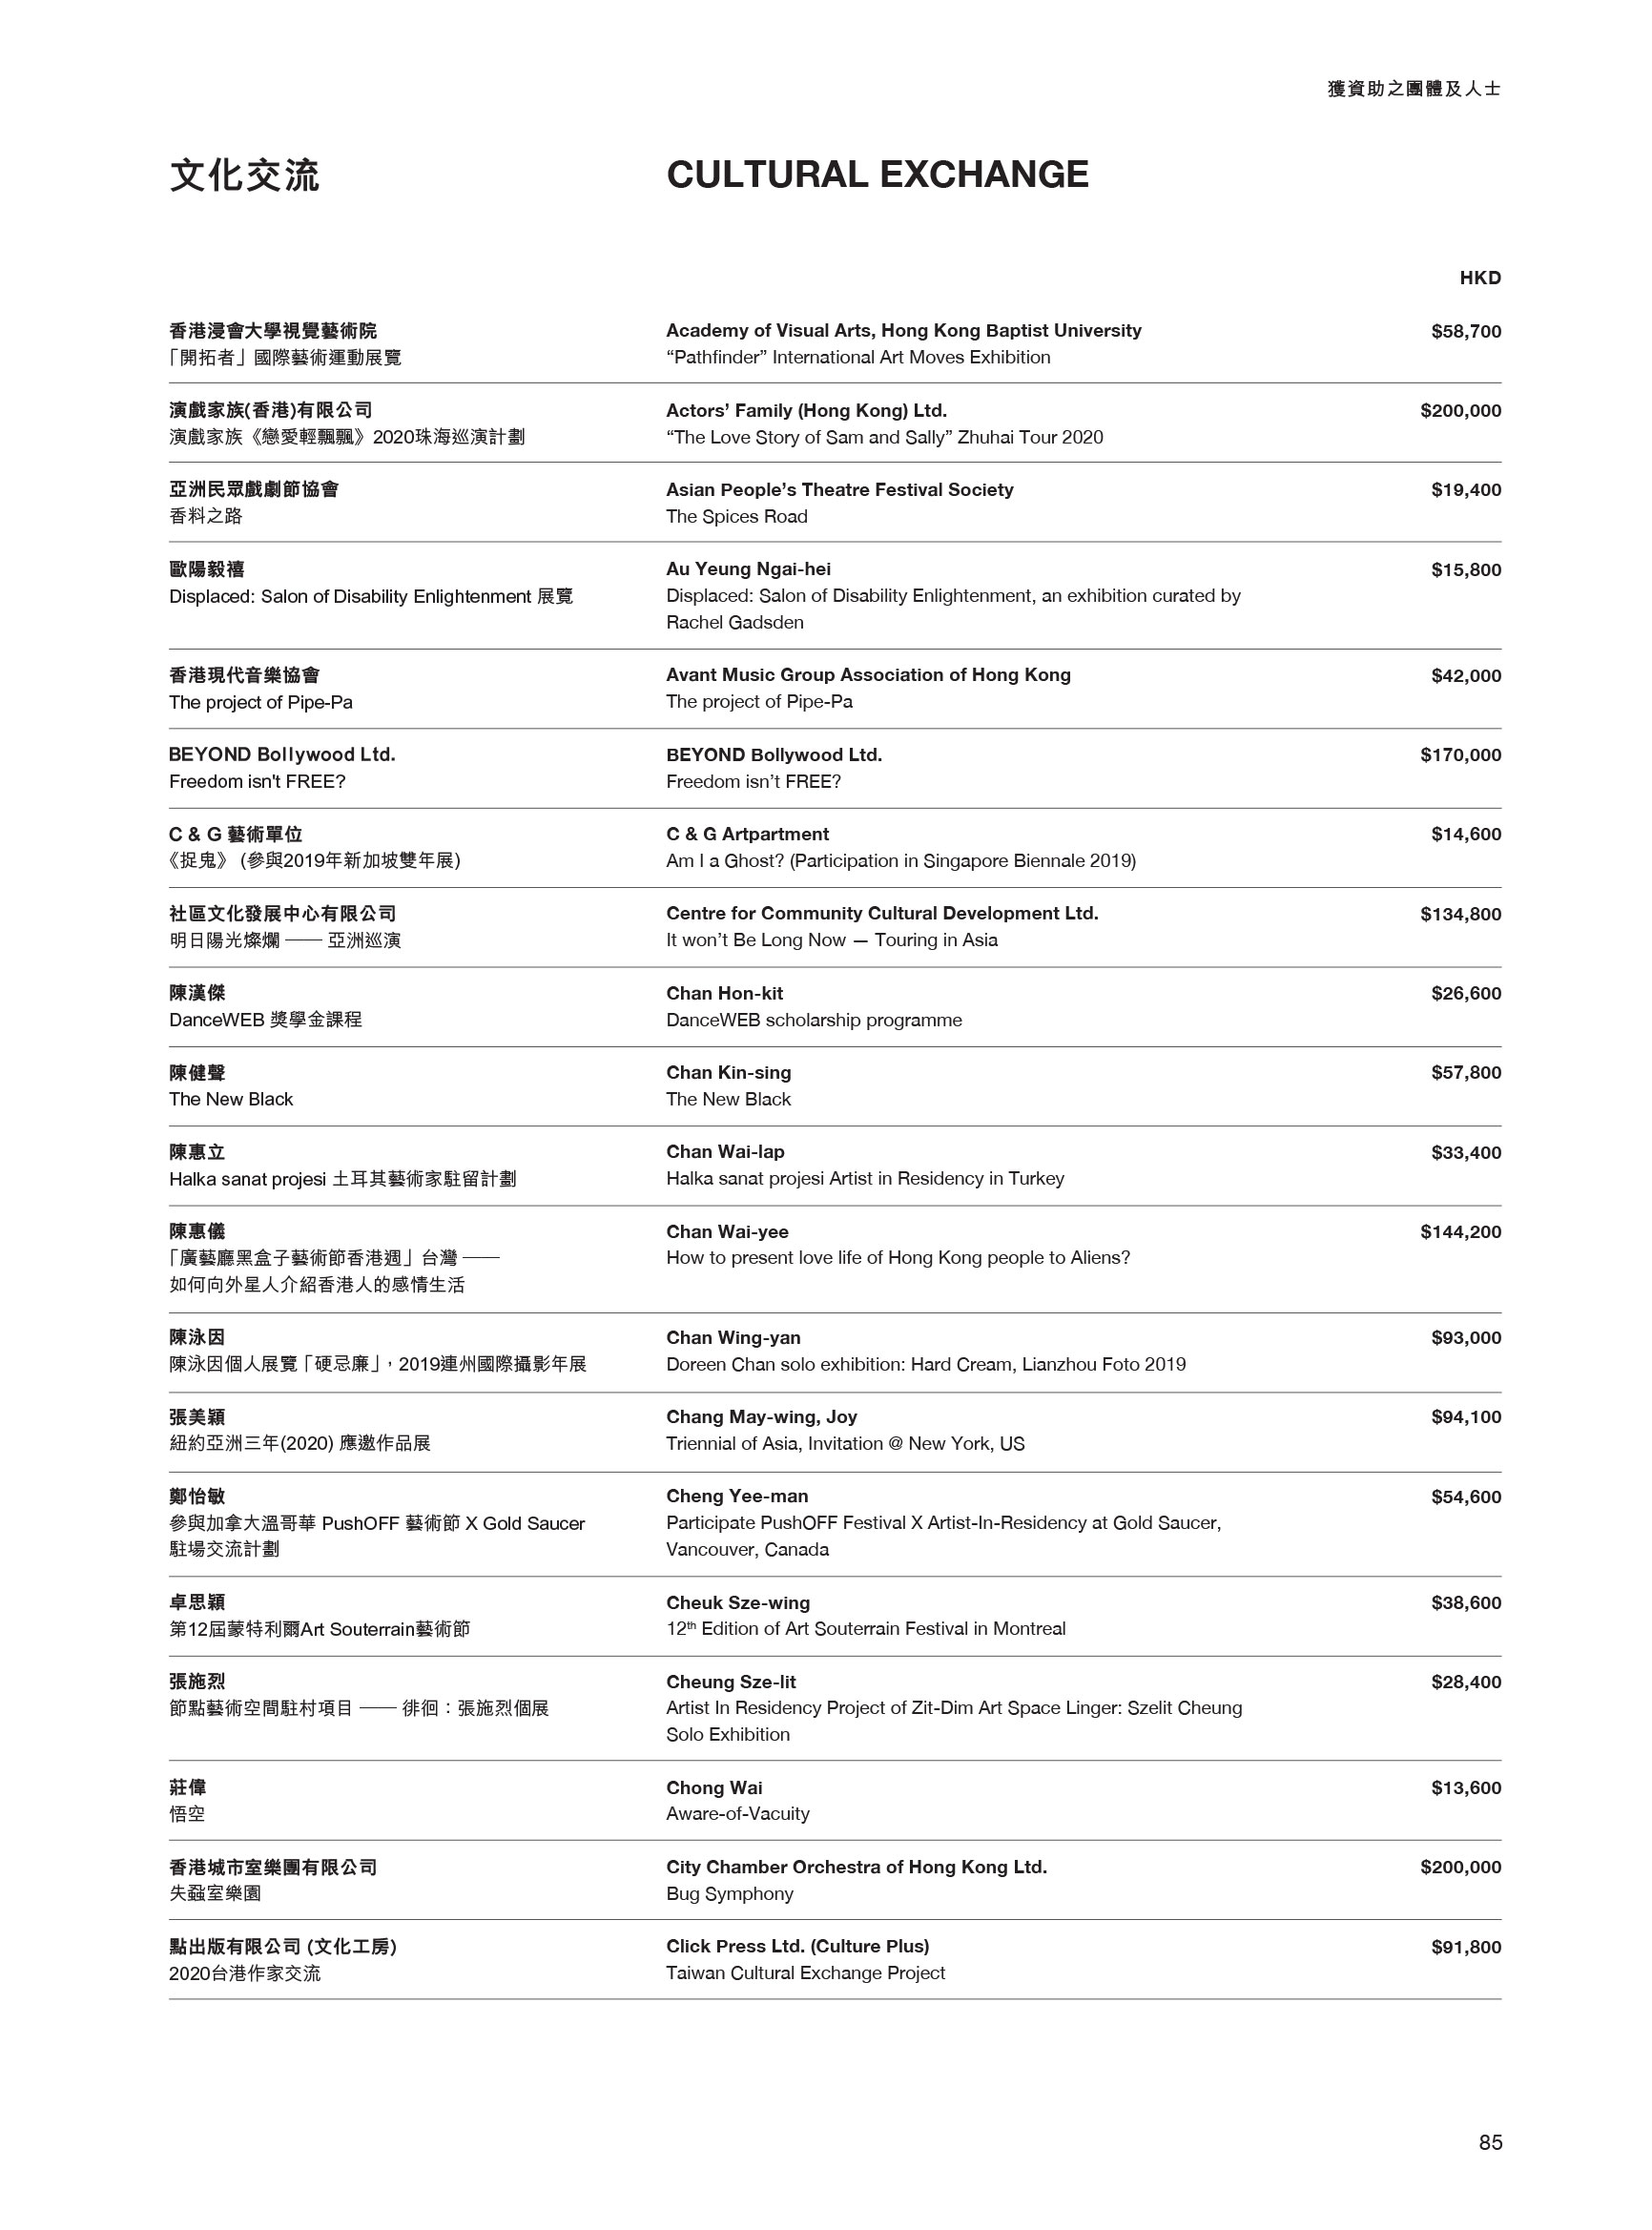 獲資助之團體及人士
文化交流 CULTURAL EXCHANGE
HKD
香港浸會大學視覺藝術院 Academy of Visual Arts, Hong Kong Baptist University $58,700
「開拓者」國際藝術運動展覽 “Pathfinder” International Art Moves Exhibition
演戲家族(香港)有限公司 Actors’ Family (Hong Kong) Ltd. $200,000
演戲家族《戀愛輕飄飄》2020珠海巡演計劃 “The Love Story of Sam and Sally” Zhuhai Tour 2020
亞洲民眾戲劇節協會 Asian People’s Theatre Festival Society $19,400
香料之路 The Spices Road
歐陽毅禧 Au Yeung Ngai-hei $15,800
Displaced: Salon of Disability Enlightenment 展覽 Displaced: Salon of Disability Enlightenment, an exhibition curated by
Rachel Gadsden
香港現代音樂協會 Avant Music Group Association of Hong Kong $42,000
The project of Pipe-Pa The project of Pipe-Pa
BEYOND Bollywood Ltd. BEYOND Bollywood Ltd. $170,000
Freedom isn't FREE? Freedom isn’t FREE?
C & G 藝術單位 C & G Artpartment $14,600
《捉鬼》 (參與2019年新加坡雙年展) Am I a Ghost? (Participation in Singapore Biennale 2019)
社區文化發展中心有限公司 Centre for Community Cultural Development Ltd. $134,800
明日陽光燦爛 —— 亞洲巡演 It won’t Be Long Now — Touring in Asia
陳漢傑 Chan Hon-kit $26,600
DanceWEB 獎學金課程 DanceWEB scholarship programme
陳健聲 Chan Kin-sing $57,800
The New Black The New Black
陳惠立 Chan Wai-lap $33,400
Halka sanat projesi 土耳其藝術家駐留計劃 Halka sanat projesi Artist in Residency in Turkey
陳惠儀 Chan Wai-yee $144,200
「廣藝廳黑盒子藝術節香港週」台灣 —— How to present love life of Hong Kong people to Aliens?
如何向外星人介紹香港人的感情生活
陳泳因 Chan Wing-yan $93,000
陳泳因個人展覽「硬忌廉」，2019連州國際攝影年展 Doreen Chan solo exhibition: Hard Cream, Lianzhou Foto 2019
張美穎 Chang May-wing, Joy $94,100
紐約亞洲三年(2020) 應邀作品展 Triennial of Asia, Invitation @ New York, US
鄭怡敏 Cheng Yee-man $54,600
參與加拿大溫哥華 PushOFF 藝術節 X Gold Saucer Participate PushOFF Festival X Artist-In-Residency at Gold Saucer,
駐場交流計劃 Vancouver, Canada
卓思穎 Cheuk Sze-wing $38,600
第12屆蒙特利爾Art Souterrain藝術節 12th Edition of Art Souterrain Festival in Montreal
張施烈 Cheung Sze-lit $28,400
節點藝術空間駐村項目 —— 徘徊：張施烈個展 Artist In Residency Project of Zit-Dim Art Space Linger: Szelit Cheung
Solo Exhibition
莊偉 Chong Wai $13,600
悟空 Aware-of-Vacuity
香港城市室樂團有限公司 City Chamber Orchestra of Hong Kong Ltd. $200,000
失蝨室樂園 Bug Symphony
點出版有限公司 (文化工房) Click Press Ltd. (Culture Plus) $91,800
2020台港作家交流 Taiwan Cultural Exchange Project
85